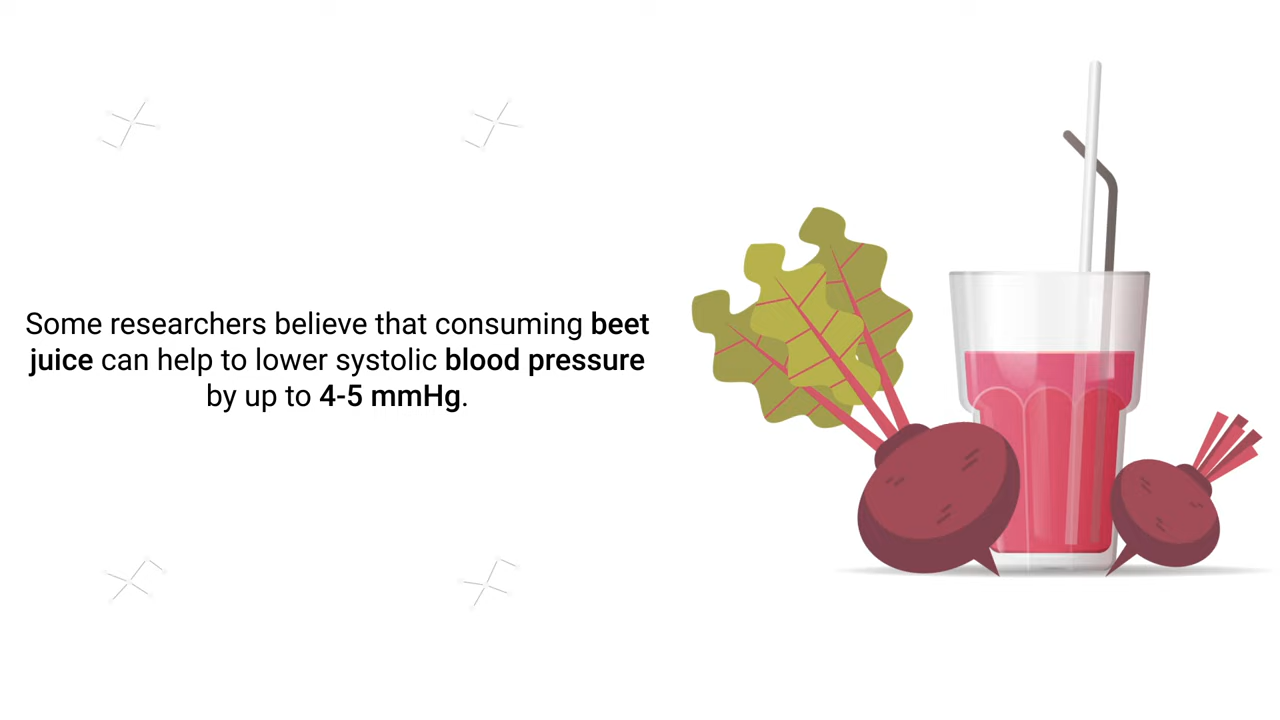 Some researchers believe that consuming beet
juice can help to lower systolic blood pressure
by up to 4-5 mmHg.